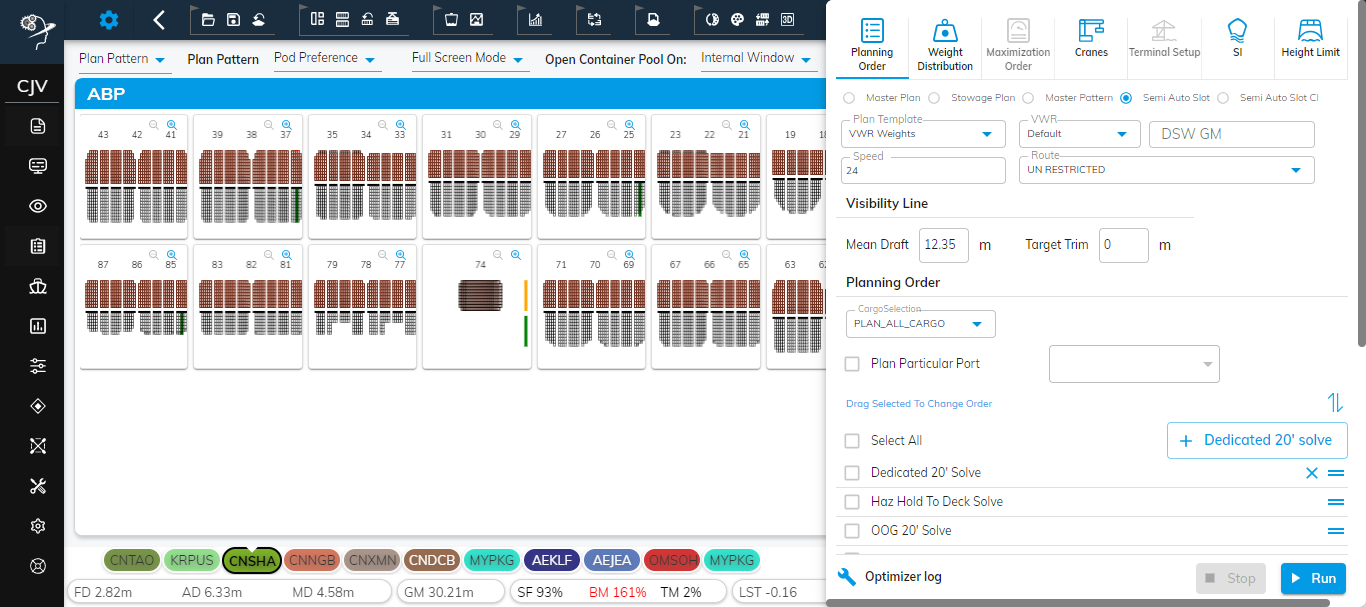 CJV
Plan Pattern
Plan Pattern
Pod Preference
Full Screen Mode
Open Container Pool On:
Internal Window
ABP
43 42 41
39 38 37
35 34 33
31 30 29
27 26 25
23 22 21
19
87 86 85
83 82 81
79 78 77
74
71 70 69
67 66 65
63
CNTAO
KRPUS
CNSHA
CNNGB
CNXMN
CNDCB
MYPKG
AEKLF
AEJEA
OMSOH
MYPKG
FD 2.82m AD 6.33m MD 4.58m
GM 30.21m
SF 93% BM 161% TM 2%
LST -0.16
3D
Planning Order
Weight Distribution
Maximization Order
Cranes
Terminal Setup
SI
Height Limit
Master Plan
Stowage Plan
Master Pattern
Semi Auto Slot
Semi Auto Slot Cl
Plan Template
VWR Weights
VWR
Default
DSW GM
Speed
24
Route
UN RESTRICTED
Visibility Line
Mean Draft 12.35 m
Target Trim 0 m
Planning Order
CargoSelection
PLAN_ALL_CARGO
Plan Particular Port
Drag Selected To Change Order
Select All
+ Dedicated 20' solve
Dedicated 20' Solve
Haz Hold To Deck Solve
OOG 20' Solve
Optimizer log
Stop
Run